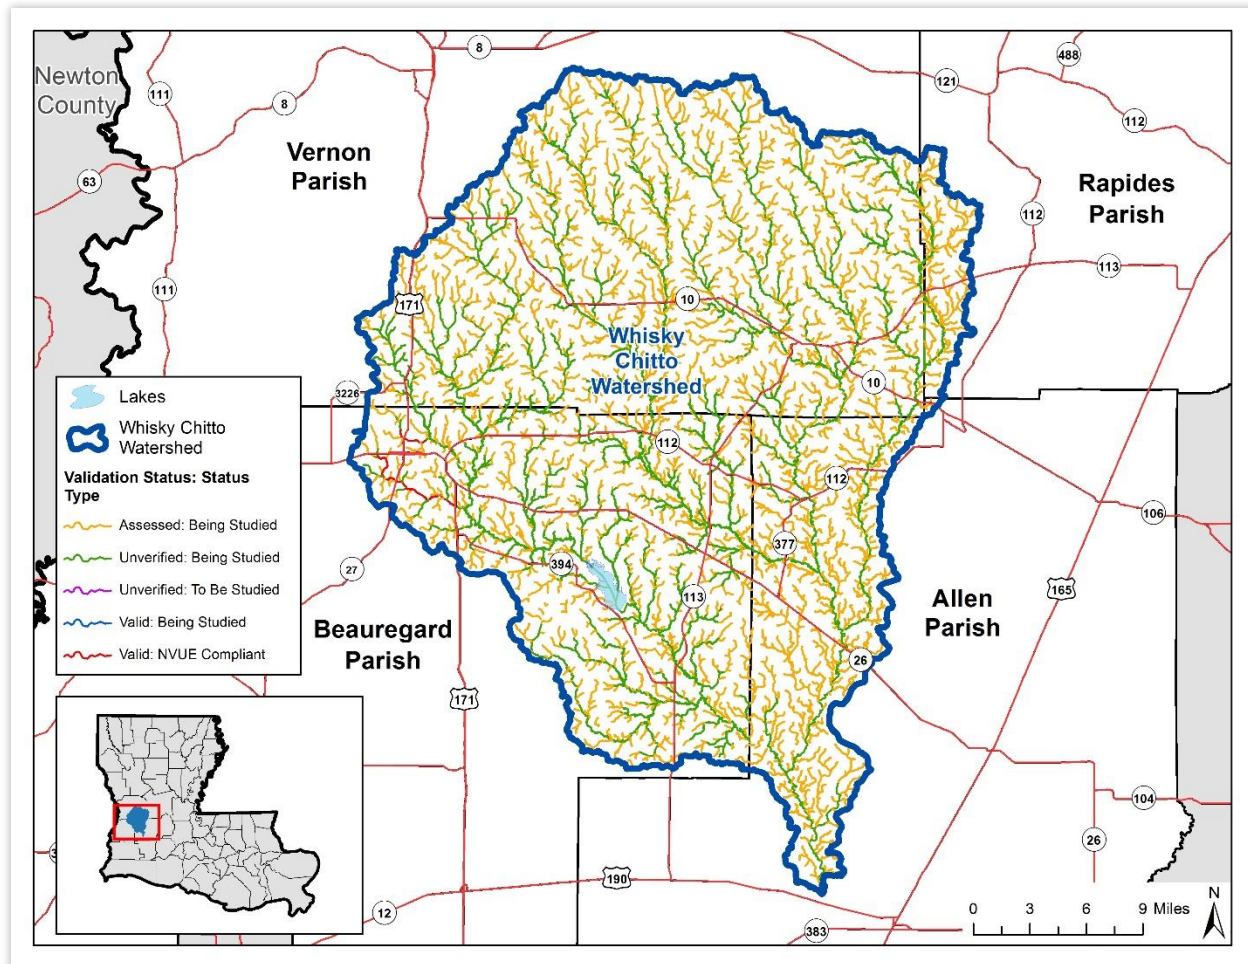 8
488
Newton
County
111
121
8
112
Vernon
Parish
63
Rapides
Parish
112
113
111
171
10
Whisky
Chitto
Watershed
10
3226
Lakes
Whisky Chitto
Watershed
Validation Status: Status
Type
Assessed: Being Studied
Unverified: Being Studied
Unverified: To Be Studied
Valid: Being Studied
Valid: NVUE Compliant
112
112
106
377
394
27
113
165
Allen
Parish
Beauregard
Parish
26
171
104
26
190
12
383
0 3 6 9 Miles
N